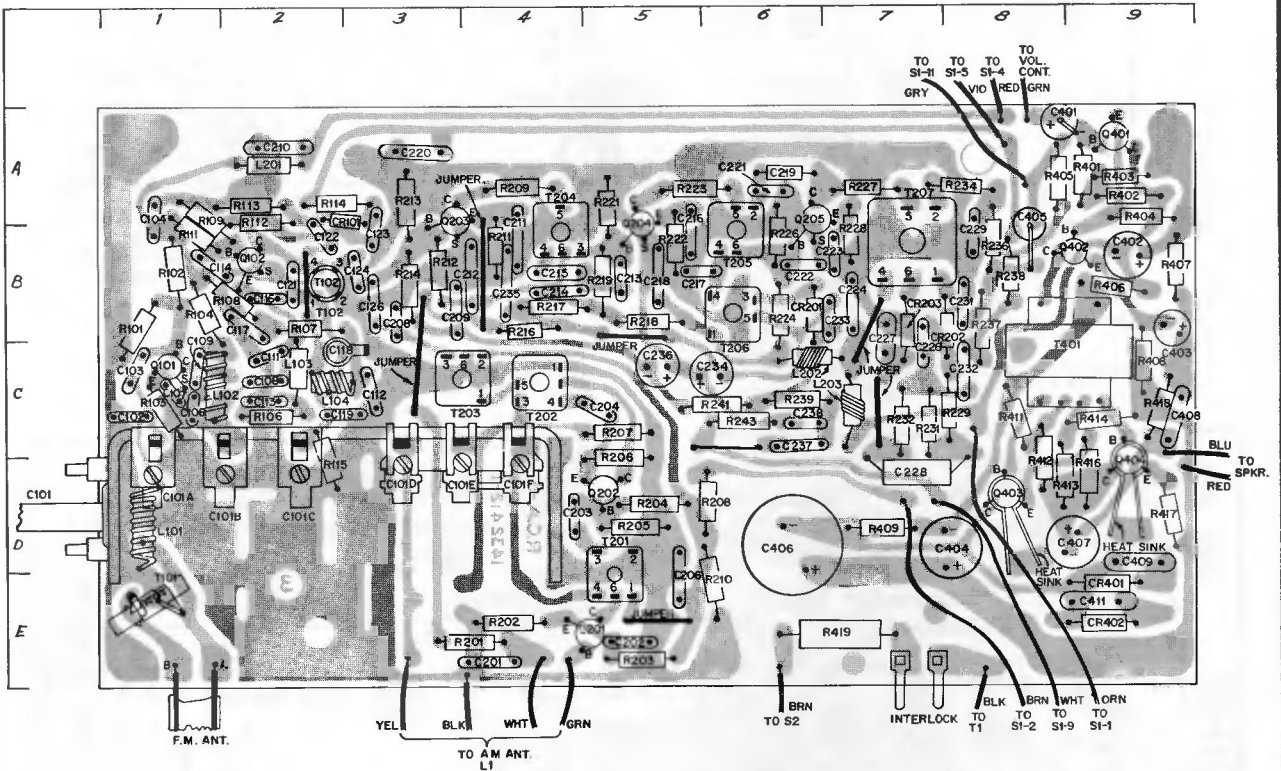 1 2 3 4 5 6 7 8 9
TO S1-11
TO S1-5
TO S1-4
TO VOL. CONT.
GRY VIO RED GRN
A
B
C
D
E
C210 L201 C220 JUMPER R209 T204 R221 R223 C221 C219 R227 T207 R234 C401 Q401 R401 R405 R403 R402
C104 R109 R113 R112 R114 CR101 R213 Q203 R211 C211 Q204 C216 R226 Q205 R228 C229 C405 R404
R111 C122 C123 R222 T205 R236 Q402 C402 R407
R102 C114 Q102 C121 T102 C124 R214 R212 C212 C215 R219 C213 C218 C217 C222 C223 R238
R108 C116 T102 C126 C235 C214 C224 C231 R406
R101 R104 C117 R107 C208 C209 R217 R218 R224 CR201 C233 CR203 CR202 R237
R216 T206 C227 T401 C403
C109 C111 C118 JUMPER JUMPER C236 C234 L202 JUMPER C232 R408
C103 Q101 L102 L103 L104 C112 T203 T202 L203 R418 C408
R103 C108 C113 C119 R106 C102 C204 R241 R239 C238 R243 R232 R231 R229 R411 R414
R207 R206 C237 R412 R413 R416
BLU
TO SPKR.
RED
C101 C101A C101B C101C R115 C101D C101E C101F Q202 R204 R208 C228 Q403 R417
L101 C203 R205 RCA T201 C206 R210 C406 R409 C404 C407 HEAT SINK HEAT SINK C409
CR401 C411 CR402
JUMPER
R202 R201 C201 C202 R203 R419
B
F.M. ANT.
YEL BLK WHT GRN
TO AM ANT. L1
BRN
TO S2
INTERLOCK
BLK
TO T1
BRN
TO S1-2
WHT
TO S1-9
ORN
TO S1-1